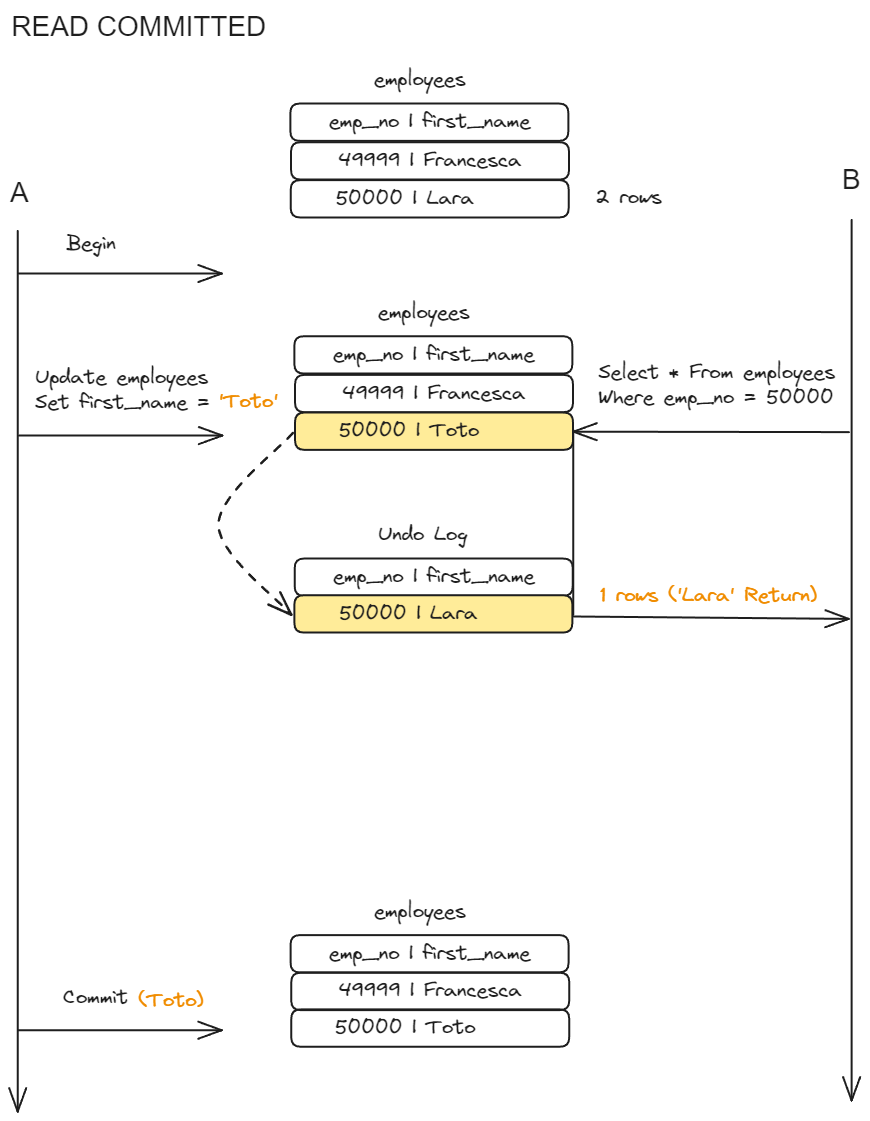 READ COMMITTED
employees
emp_no | first_name
49999 | Francesca
50000 | Lara
2 rows
A
B
Begin
employees
emp_no | first_name
49999 | Francesca
50000 | Toto
Update employees
Set first_name = 'Toto'
Select * From employees
Where emp_no = 50000
Undo Log
emp_no | first_name
50000 | Lara
1 rows ('Lara' Return)
employees
emp_no | first_name
49999 | Francesca
50000 | Toto
Commit (Toto)